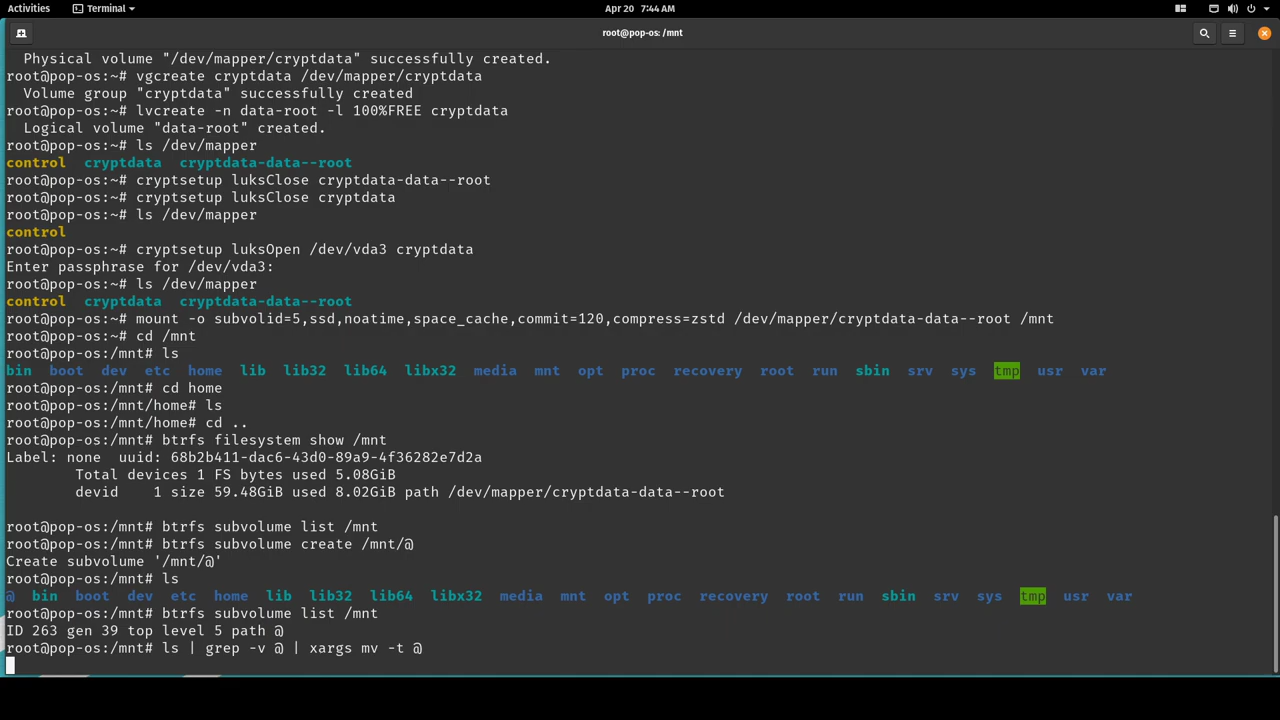 Activities Terminal Apr 20 7:44 AM
root@pop-os: /mnt
Physical volume "/dev/mapper/cryptdata" successfully created.
root@pop-os:~# vgcreate cryptdata /dev/mapper/cryptdata
Volume group "cryptdata" successfully created
root@pop-os:~# lvcreate -n data-root -l 100%FREE cryptdata
Logical volume "data-root" created.
root@pop-os:~# ls /dev/mapper
control cryptdata cryptdata-data--root
root@pop-os:~# cryptsetup luksClose cryptdata-data--root
root@pop-os:~# cryptsetup luksClose cryptdata
root@pop-os:~# ls /dev/mapper
control
root@pop-os:~# cryptsetup luksOpen /dev/vda3 cryptdata
Enter passphrase for /dev/vda3:
root@pop-os:~# ls /dev/mapper
control cryptdata cryptdata-data--root
root@pop-os:~# mount -o subvolid=5,ssd,noatime,space_cache,commit=120,compress=zstd /dev/mapper/cryptdata-data--root /mnt
root@pop-os:~# cd /mnt
root@pop-os:/mnt# ls
bin boot dev etc home lib lib32 lib64 libx32 media mnt opt proc recovery root run sbin srv sys tmp usr var
root@pop-os:/mnt# cd home
root@pop-os:/mnt/home# ls
root@pop-os:/mnt/home# cd ..
root@pop-os:/mnt# btrfs filesystem show /mnt
Label: none uuid: 68b2b411-dac6-43d0-89a9-4f36282e7d2a
Total devices 1 FS bytes used 5.08GiB
devid 1 size 59.48GiB used 8.02GiB path /dev/mapper/cryptdata-data--root
root@pop-os:/mnt# btrfs subvolume list /mnt
root@pop-os:/mnt# btrfs subvolume create /mnt/@
Create subvolume '/mnt/@'
root@pop-os:/mnt# ls
@ bin boot dev etc home lib lib32 lib64 libx32 media mnt opt proc recovery root run sbin srv sys tmp usr var
root@pop-os:/mnt# btrfs subvolume list /mnt
ID 263 gen 39 top level 5 path @
root@pop-os:/mnt# ls | grep -v @ | xargs mv -t @